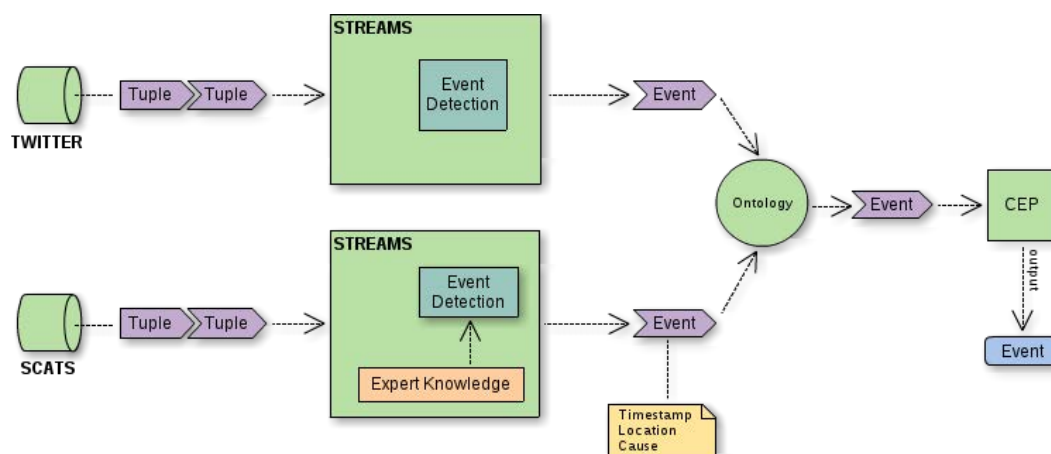 STREAMS
Event
Detection
Tuple
Tuple
Event
TWITTER
Ontology
Event
CEP
STREAMS
output
Event
Detection
Tuple
Tuple
Event
Event
SCATS
Expert Knowledge
Timestamp
Location
Cause